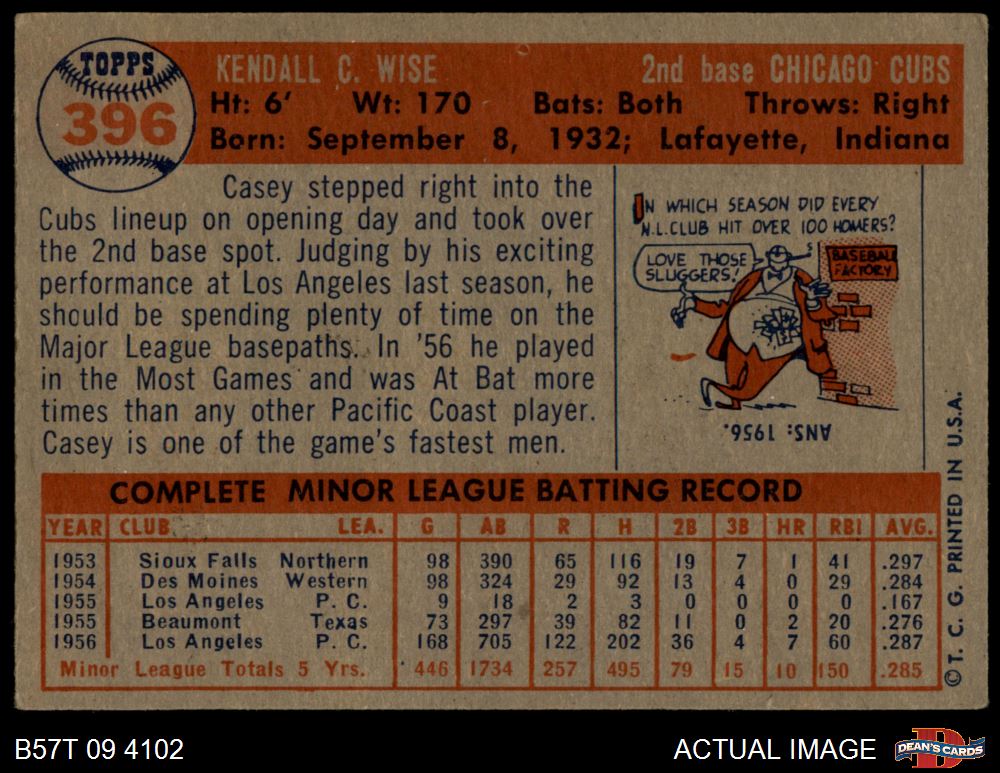 TOPPS
396
KENDALL C. WISE 2nd base CHICAGO CUBS
Ht: 6' Wt: 170 Bats: Both Throws: Right
Born: September 8, 1932; Lafayette, Indiana
Casey stepped right into the
Cubs lineup on opening day and took over
the 2nd base spot. Judging by his exciting
performance at Los Angeles last season, he
should be spending plenty of time on the
Major League basepaths. In '56 he played
in the Most Games and was At Bat more
times than any other Pacific Coast player.
Casey is one of the game's fastest men.
IN WHICH SEASON DID EVERY
N.L. CLUB HIT OVER 100 HOMERS?
LOVE THOSE
SLUGGERS!
BASEBALL
FACTORY
ANS: 1956.
COMPLETE MINOR LEAGUE BATTING RECORD
YEAR CLUB LEA. G AB R H 2B 3B HR RBI AVG.
1953 Sioux Falls Northern 98 390 65 116 19 7 1 41 .297
1954 Des Moines Western 98 324 29 92 13 4 0 29 .284
1955 Los Angeles P. C. 9 18 2 3 0 0 0 0 .167
1955 Beaumont Texas 73 297 39 82 11 0 2 20 .276
1956 Los Angeles P. C. 168 705 122 202 36 4 7 60 .287
Minor League Totals 5 Yrs. 446 1734 257 495 79 15 10 150 .285
© T. C. G. PRINTED IN U.S.A.
B57T 09 4102 ACTUAL IMAGE
D
DEAN'S CARDS